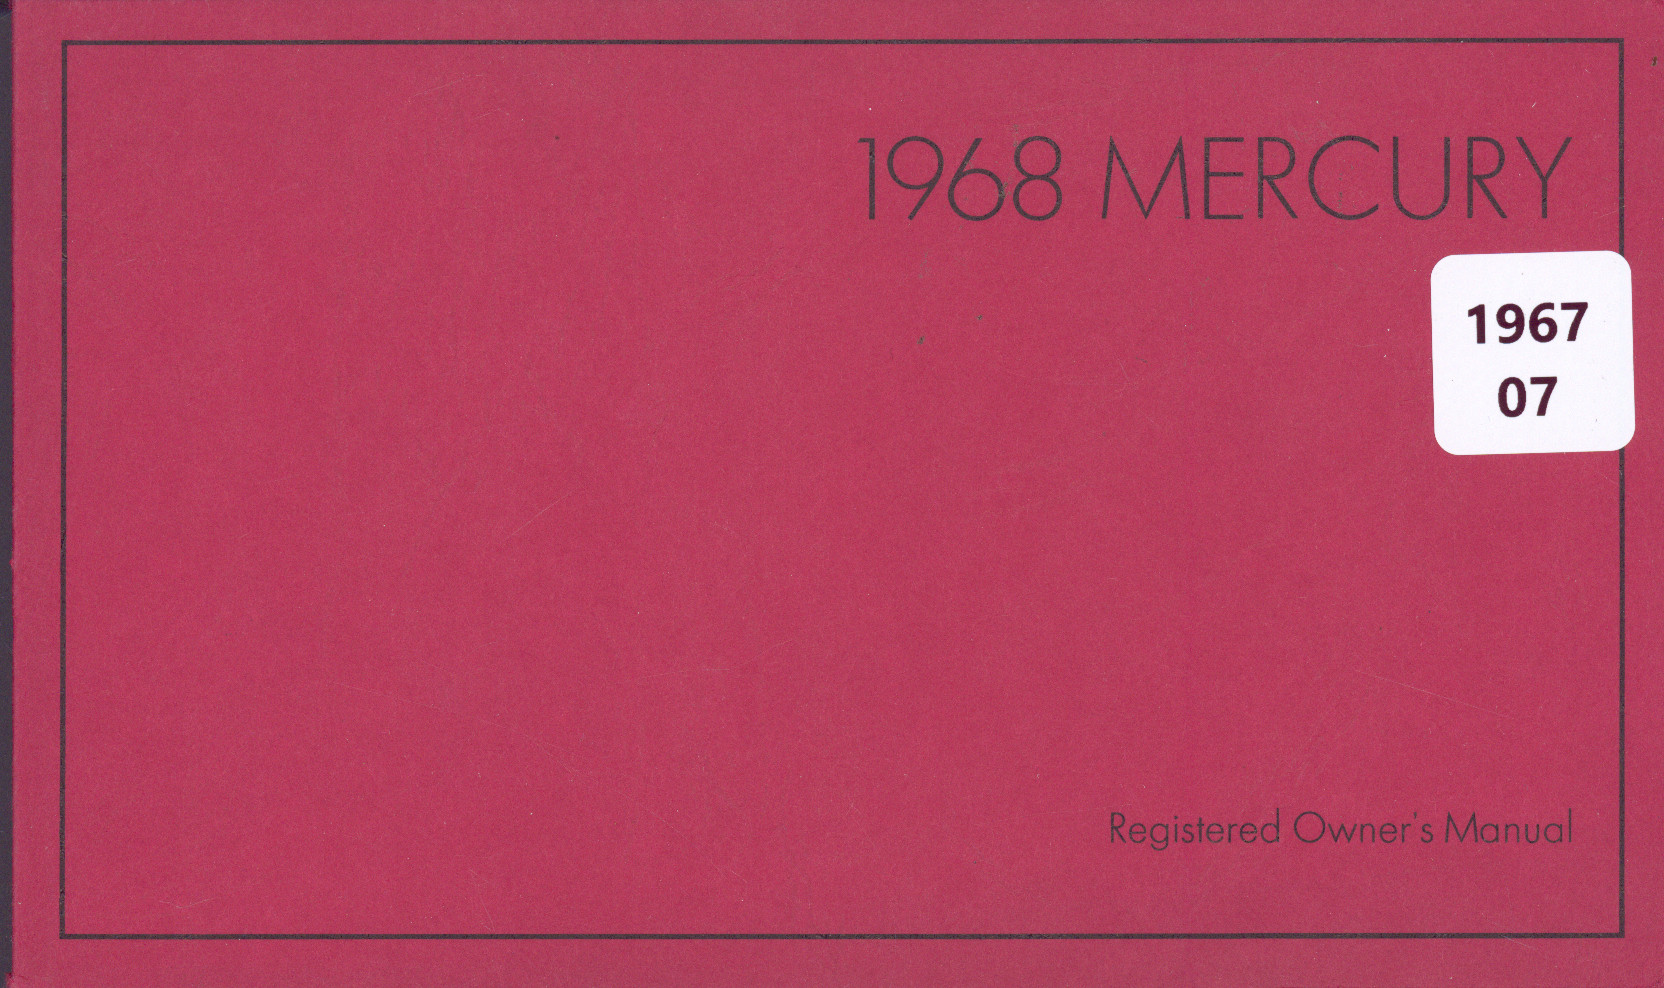 1968 MERCURY
1967
07
Registered Owner's Manual